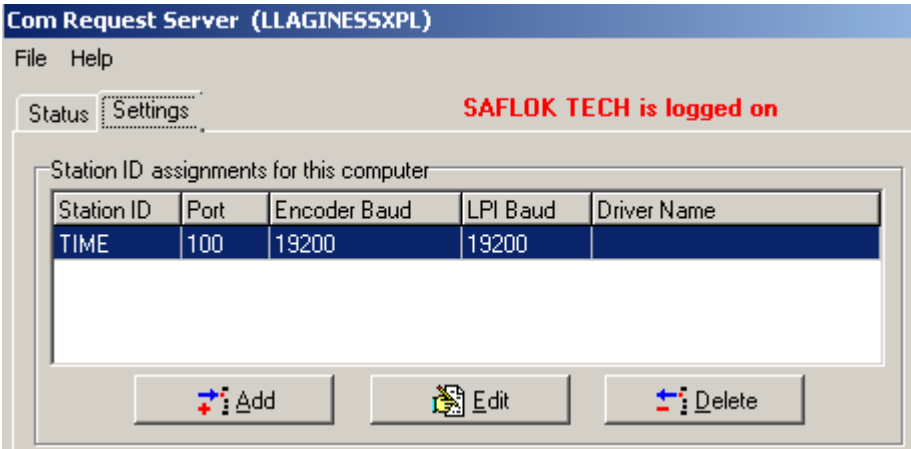 Com Request Server (LLAGINESSXPL)
File Help
Status Settings SAFLOK TECH is logged on
Station ID assignments for this computer
Station ID Port Encoder Baud LPI Baud Driver Name
TIME 100 19200 19200
Add Edit Delete